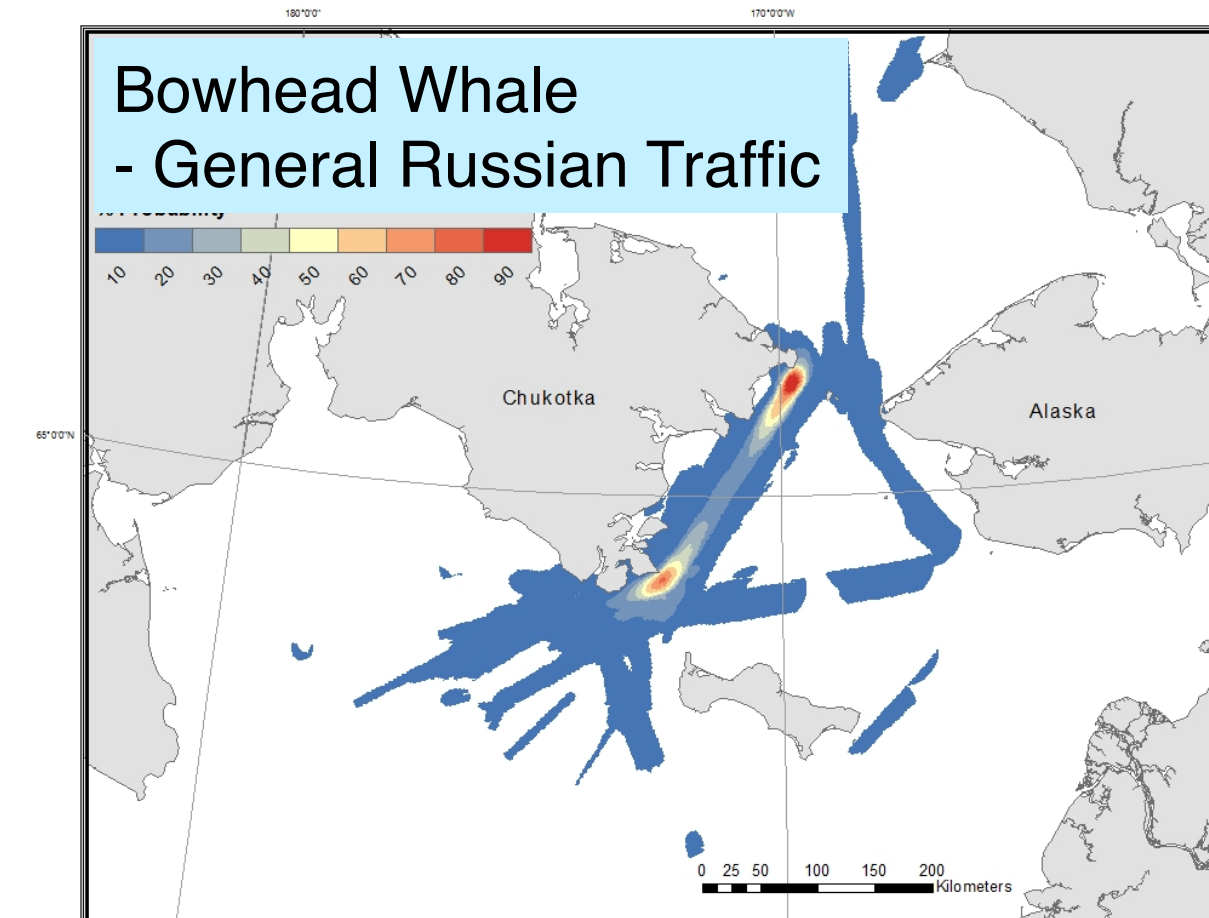 180°0'0"
170°0'0"W
Bowhead Whale
- General Russian Traffic
% Probability
10 20 30 40 50 60 70 80 90
Chukotka
Alaska
65°0'0"N
0 25 50 100 150 200
Kilometers